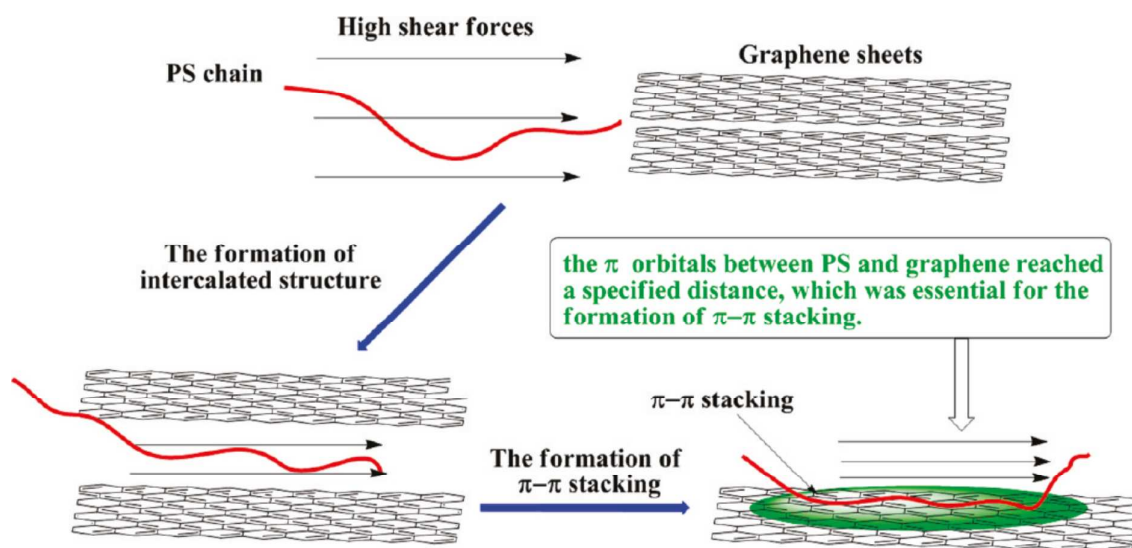 High shear forces
PS chain
Graphene sheets
The formation of
intercalated structure
the π orbitals between PS and graphene reached
a specified distance, which was essential for the
formation of π–π stacking.
π–π stacking
The formation of
π–π stacking